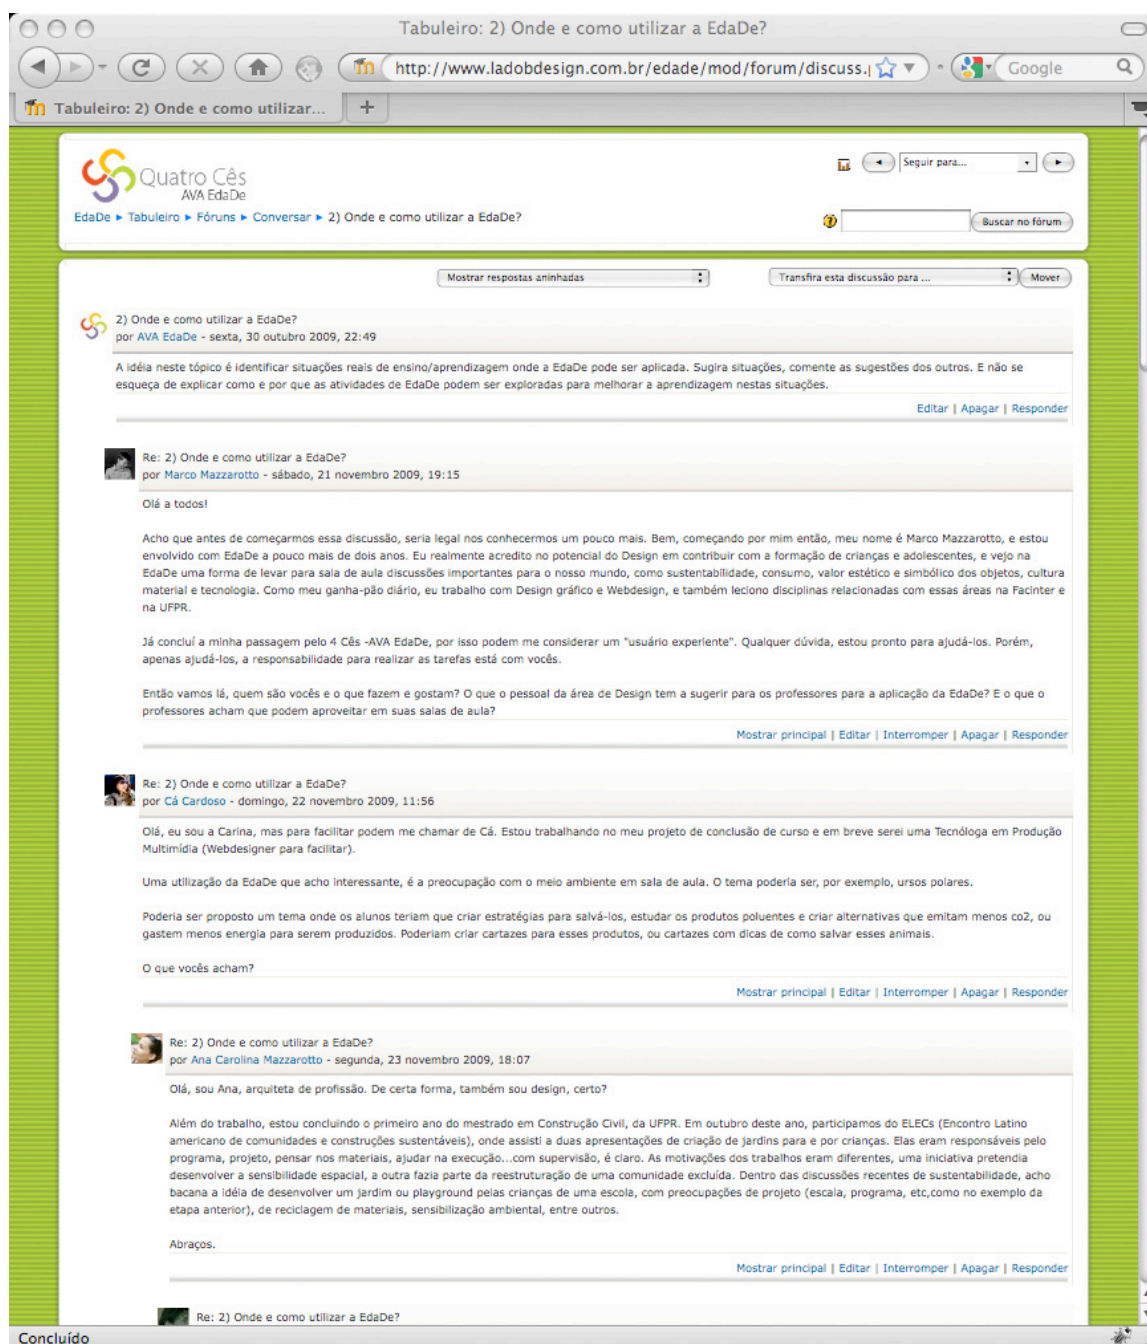 Tabuleiro: 2) Onde e como utilizar a EdaDe?
http://www.ladobdesign.com.br/edade/mod/forum/discuss.
Google
Tabuleiro: 2) Onde e como utilizar...
Quatro Cês
AVA EdaDe
Seguir para...
EdaDe ► Tabuleiro ► Fóruns ► Conversar ► 2) Onde e como utilizar a EdaDe?
Buscar no fórum
Mostrar respostas aninhadas
Transfira esta discussão para ...
Mover
2) Onde e como utilizar a EdaDe?
por AVA EdaDe - sexta, 30 outubro 2009, 22:49
A idéia neste tópico é identificar situações reais de ensino/aprendizagem onde a EdaDe pode ser aplicada. Sugira situações, comente as sugestões dos outros. E não se
esqueça de explicar como e por que as atividades de EdaDe podem ser exploradas para melhorar a aprendizagem nestas situações.
Editar | Apagar | Responder
Re: 2) Onde e como utilizar a EdaDe?
por Marco Mazzarotto - sábado, 21 novembro 2009, 19:15
Olá a todos!
Acho que antes de começarmos essa discussão, seria legal nos conhecermos um pouco mais. Bem, começando por mim então, meu nome é Marco Mazzarotto, e estou
envolvido com EdaDe a pouco mais de dois anos. Eu realmente acredito no potencial do Design em contribuir com a formação de crianças e adolescentes, e vejo na
EdaDe uma forma de levar para sala de aula discussões importantes para o nosso mundo, como sustentabilidade, consumo, valor estético e simbólico dos objetos, cultura
material e tecnologia. Como meu ganha-pão diário, eu trabalho com Design gráfico e Webdesign, e também leciono disciplinas relacionadas com essas áreas na Facinter e
na UFPR.
Já concluí a minha passagem pelo 4 Cês -AVA EdaDe, por isso podem me considerar um "usuário experiente". Qualquer dúvida, estou pronto para ajudá-los. Porém,
apenas ajudá-los, a responsabilidade para realizar as tarefas está com vocês.
Então vamos lá, quem são vocês e o que fazem e gostam? O que o pessoal da área de Design tem a sugerir para os professores para a aplicação da EdaDe? E o que o
professores acham que podem aproveitar em suas salas de aula?
Mostrar principal | Editar | Interromper | Apagar | Responder
Re: 2) Onde e como utilizar a EdaDe?
por Cá Cardoso - domingo, 22 novembro 2009, 11:56
Olá, eu sou a Carina, mas para facilitar podem me chamar de Cá. Estou trabalhando no meu projeto de conclusão de curso e em breve serei uma Tecnóloga em Produção
Multimídia (Webdesigner para facilitar).
Uma utilização da EdaDe que acho interessante, é a preocupação com o meio ambiente em sala de aula. O tema poderia ser, por exemplo, ursos polares.
Poderia ser proposto um tema onde os alunos teriam que criar estratégias para salvá-los, estudar os produtos poluentes e criar alternativas que emitam menos co2, ou
gastem menos energia para serem produzidos. Poderiam criar cartazes para esses produtos, ou cartazes com dicas de como salvar esses animais.
O que vocês acham?
Mostrar principal | Editar | Interromper | Apagar | Responder
Re: 2) Onde e como utilizar a EdaDe?
por Ana Carolina Mazzarotto - segunda, 23 novembro 2009, 18:07
Olá, sou Ana, arquiteta de profissão. De certa forma, também sou design, certo?
Além do trabalho, estou concluindo o primeiro ano do mestrado em Construção Civil, da UFPR. Em outubro deste ano, participamos do ELECs (Encontro Latino
americano de comunidades e construções sustentáveis), onde assisti a duas apresentações de criação de jardins para e por crianças. Elas eram responsáveis pelo
programa, projeto, pensar nos materiais, ajudar na execução...com supervisão, é claro. As motivações dos trabalhos eram diferentes, uma iniciativa pretendia
desenvolver a sensibilidade espacial, a outra fazia parte da reestruturação de uma comunidade excluída. Dentro das discussões recentes de sustentabilidade, acho
bacana a idéia de desenvolver um jardim ou playground pelas crianças de uma escola, com preocupações de projeto (escala, programa, etc,como no exemplo da
etapa anterior), de reciclagem de materiais, sensibilização ambiental, entre outros.
Abraços.
Mostrar principal | Editar | Interromper | Apagar | Responder
Re: 2) Onde e como utilizar a EdaDe?
Concluído